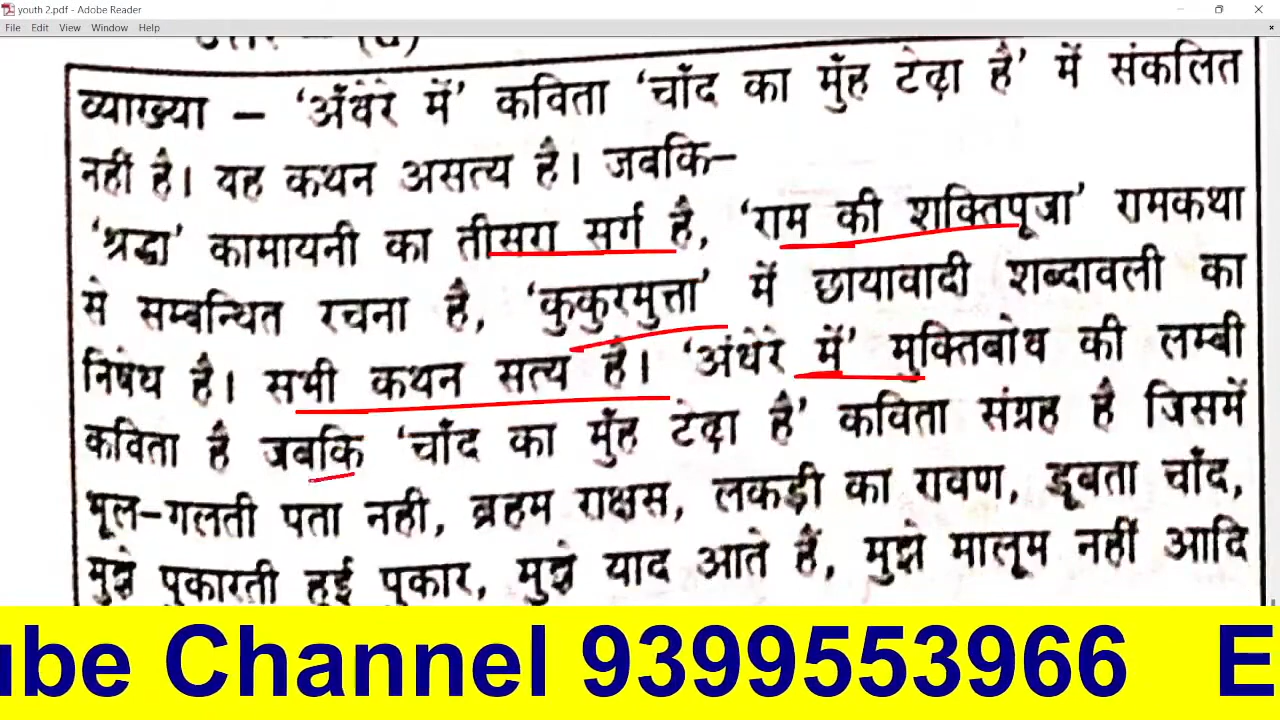 youth 2.pdf - Adobe Reader
File Edit View Window Help
व्याख्या – 'अँधेरे में' कविता 'चाँद का मुँह टेढ़ा है' में संकलित
नहीं है। यह कथन असत्य है। जबकि–
'श्रद्धा' कामायनी का तीसरा सर्ग है, 'राम की शक्तिपूजा' रामकथा
से सम्बन्धित रचना है, 'कुकुरमुत्ता' में छायावादी शब्दावली का
निषेध है। सभी कथन सत्य है। 'अंधेरे में' मुक्तिबोध की लम्बी
कविता है जबकि 'चाँद का मुँह टेढ़ा है' कविता संग्रह है जिसमें
भूल-गलती पता नही, ब्रहम राक्षस, लकड़ी का रावण, डूबता चाँद,
मुझे पुकारती हुई पुकार, मुझे याद आते हैं, मुझे मालूम नहीं आदि
ube Channel 9399553966 E